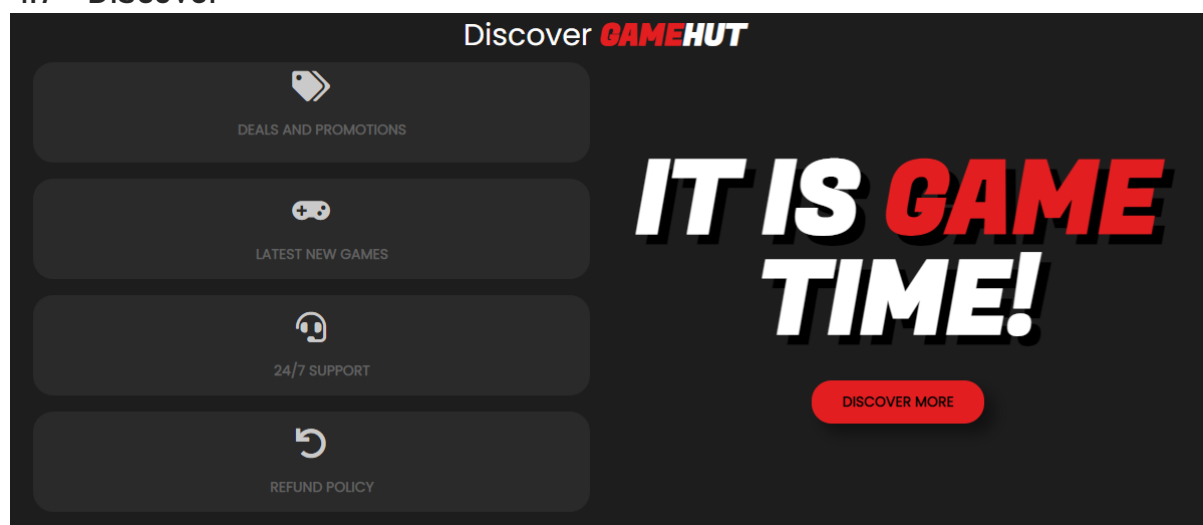 Discover GAMEHUT
DEALS AND PROMOTIONS
LATEST NEW GAMES
24/7 SUPPORT
REFUND POLICY
IT IS GAME
TIME!
DISCOVER MORE